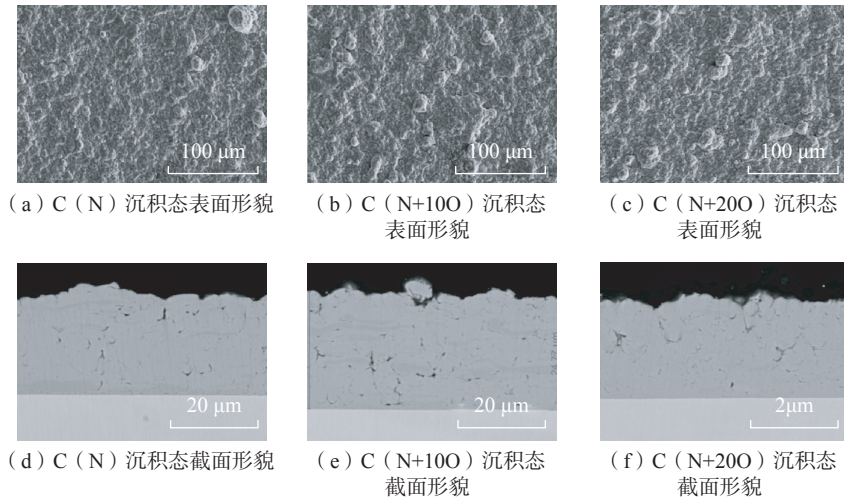 100 μm
100 μm
100 μm
（a）C（N）沉积态表面形貌
（b）C（N+10O）沉积态
表面形貌
（c）C（N+20O）沉积态
表面形貌
20 μm
20 μm
2μm
（d）C（N）沉积态截面形貌
（e）C（N+10O）沉积态
截面形貌
（f）C（N+20O）沉积态
截面形貌